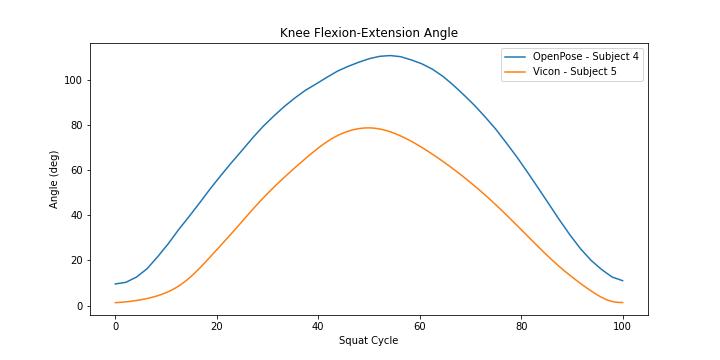 Knee Flexion-Extension Angle
OpenPose - Subject 4
Vicon - Subject 5
Angle (deg)
100
80
60
40
20
0
0 20 40 60 80 100
Squat Cycle